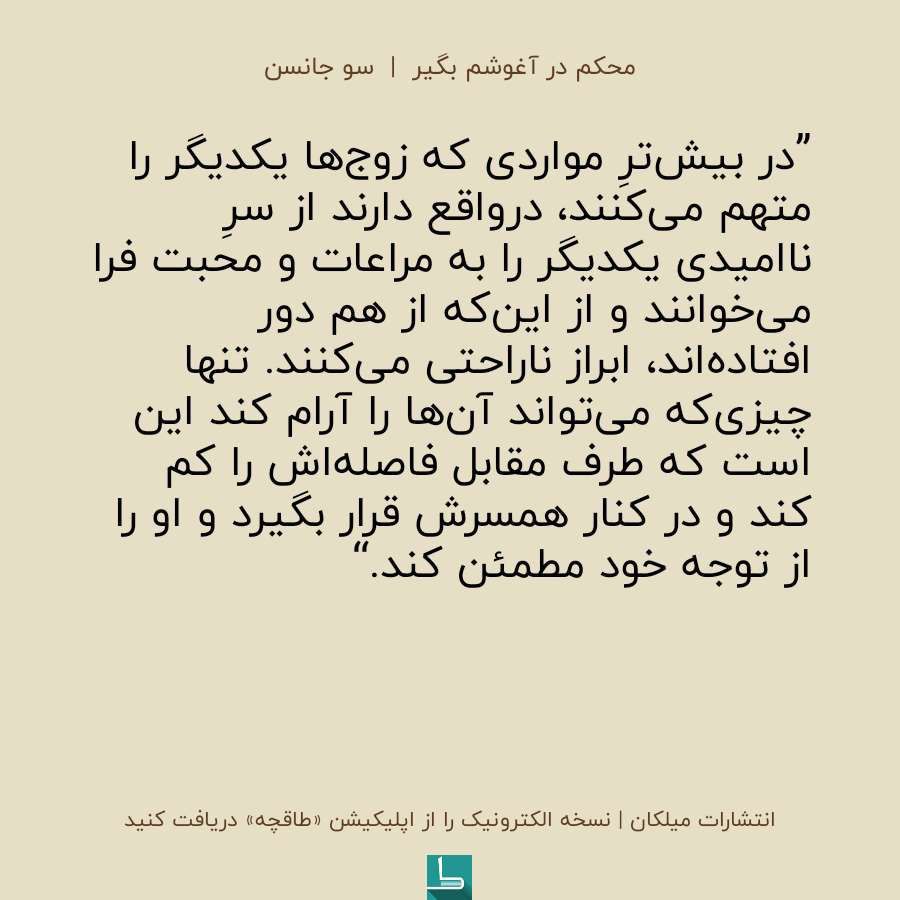 محکم در آغوشم بگیر | سو جانسن
”در بیش‌ترِ مواردی که زوج‌ها یکدیگر را
متهم می‌کنند، درواقع دارند از سرِ
ناامیدی یکدیگر را به مراعات و محبت فرا
می‌خوانند و از این‌که از هم دور
افتاده‌اند، ابراز ناراحتی می‌کنند. تنها
چیزی‌که می‌تواند آن‌ها را آرام کند این
است که طرف مقابل فاصله‌اش را کم
کند و در کنار همسرش قرار بگیرد و او را
از توجه خود مطمئن کند.“
انتشارات میلکان | نسخه الکترونیک را از اپلیکیشن «طاقچه» دریافت کنید